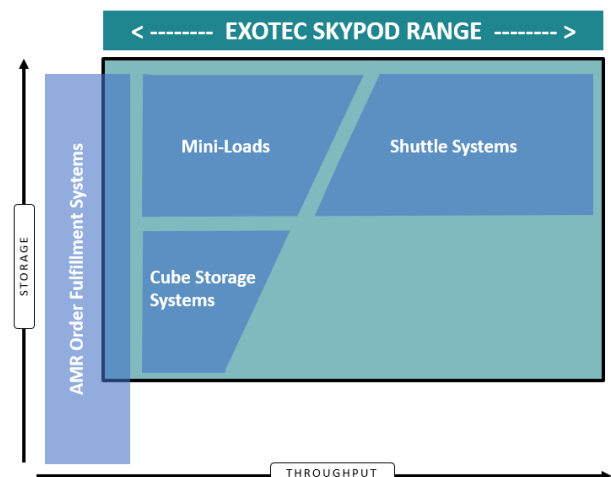 < -------- EXOTEC SKYPOD RANGE -------- >
Mini-Loads
Shuttle Systems
Cube Storage
Systems
AMR Order Fulfillment Systems
STORAGE
THROUGHPUT